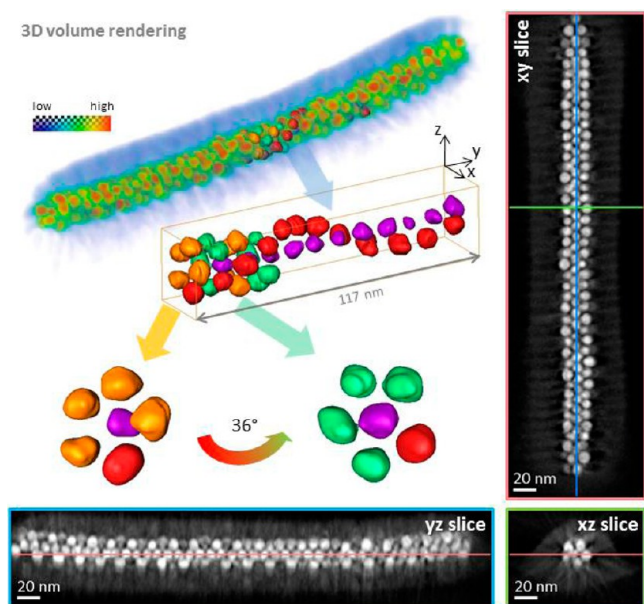 3D volume rendering
low high
z
y
x
117 nm
36°
xy slice
20 nm
yz slice
20 nm
xz slice
20 nm